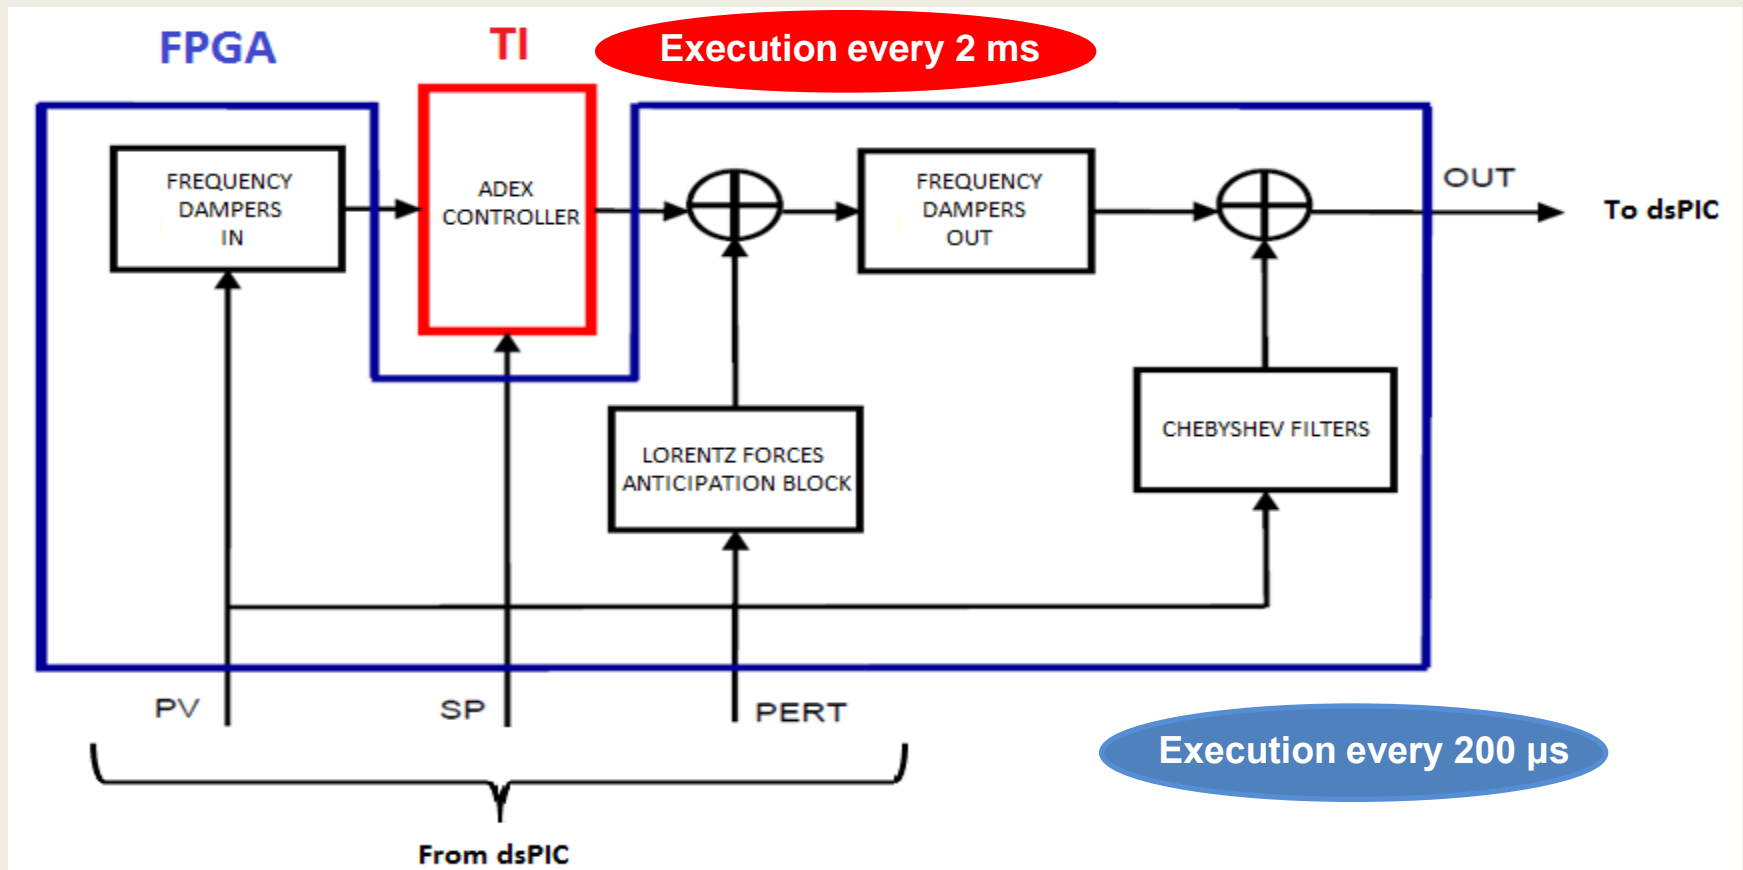 FPGA
TI
Execution every 2 ms
FREQUENCY
DAMPERS
IN
ADEX
CONTROLLER
FREQUENCY
DAMPERS
OUT
OUT
To dsPIC
LORENTZ FORCES
ANTICIPATION BLOCK
CHEBYSHEV FILTERS
PV
SP
PERT
Execution every 200 µs
From dsPIC